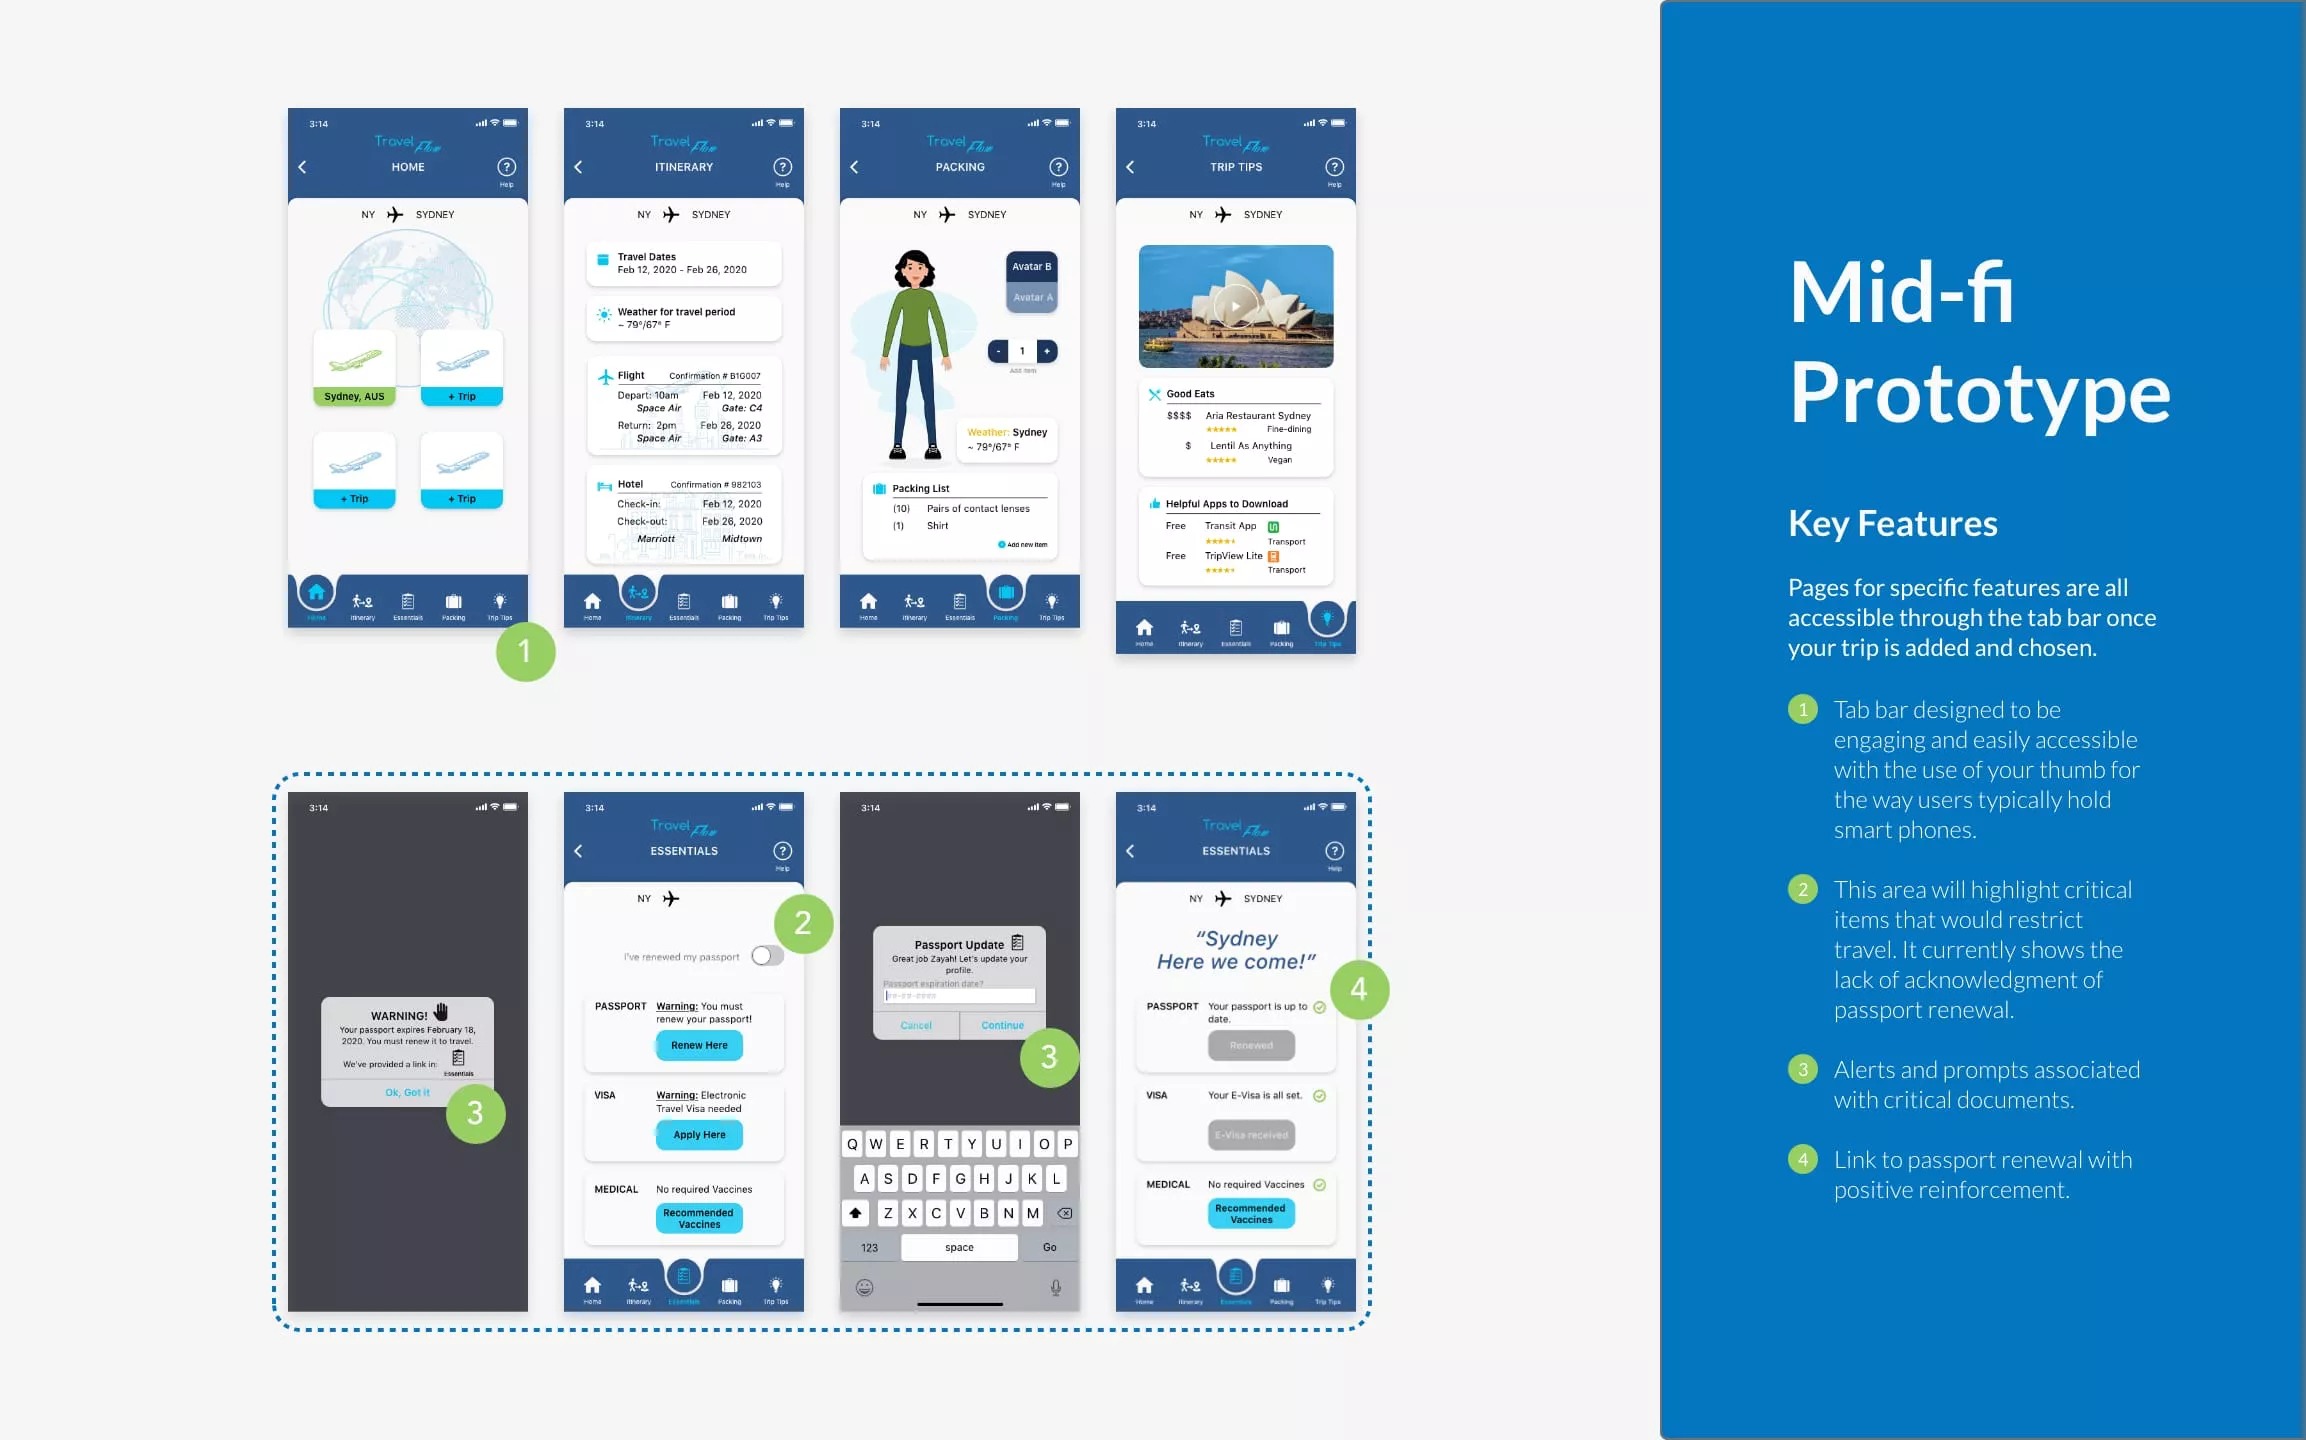 3:14
Travel Flow
HOME
Help
NY SYDNEY
Sydney, AUS
+ Trip
+ Trip
+ Trip
Home Itinerary Essentials Packing Trip Tips
1
3:14
Travel Flow
ITINERARY
Help
NY SYDNEY
Travel Dates
Feb 12, 2020 - Feb 26, 2020
Weather for travel period
~ 79°/67° F
Flight Confirmation # B1G007
Depart: 10am Feb 12, 2020
Space Air Gate: C4
Return: 2pm Feb 26, 2020
Space Air Gate: A3
Hotel Confirmation # 982103
Check-in: Feb 12, 2020
Check-out: Feb 26, 2020
Marriott Midtown
Home Itinerary Essentials Packing Trip Tips
3:14
Travel Flow
PACKING
Help
NY SYDNEY
Avatar B
Avatar A
- 1 +
Add item
Weather: Sydney
~ 79°/67° F
Packing List
(10) Pairs of contact lenses
(1) Shirt
Add new item
Home Itinerary Essentials Packing Trip Tips
3:14
Travel Flow
TRIP TIPS
Help
NY SYDNEY
Good Eats
$$$$ Aria Restaurant Sydney
Fine-dining
$ Lentil As Anything
Vegan
Helpful Apps to Download
Free Transit App
Transport
Free TripView Lite
Transport
Home Itinerary Essentials Packing Trip Tips
3:14
WARNING!
Your passport expires February 18,
2020. You must renew it to travel.
We've provided a link in:
Essentials
Ok, Got it
3
3:14
Travel Flow
ESSENTIALS
Help
NY
2
I've renewed my passport
PASSPORT Warning: You must
renew your passport!
Renew Here
VISA Warning: Electronic
Travel Visa needed
Apply Here
MEDICAL No required Vaccines
Recommended
Vaccines
Home Itinerary Essentials Packing Trip Tips
3:14
Passport Update
Great job Zayah! Let's update your
profile.
Passport expiration date?
##-##-####
Cancel Continue
3
Q W E R T Y U I O P
A S D F G H J K L
Z X C V B N M
123 space Go
3:14
Travel Flow
ESSENTIALS
Help
NY SYDNEY
“Sydney
Here we come!”
4
PASSPORT Your passport is up to
date.
Renewed
VISA Your E-Visa is all set.
E-Visa received
MEDICAL No required Vaccines
Recommended
Vaccines
Home Itinerary Essentials Packing Trip Tips
Mid-fi
Prototype
Key Features
Pages for specific features are all
accessible through the tab bar once
your trip is added and chosen.
1 Tab bar designed to be
engaging and easily accessible
with the use of your thumb for
the way users typically hold
smart phones.
2 This area will highlight critical
items that would restrict
travel. It currently shows the
lack of acknowledgment of
passport renewal.
3 Alerts and prompts associated
with critical documents.
4 Link to passport renewal with
positive reinforcement.